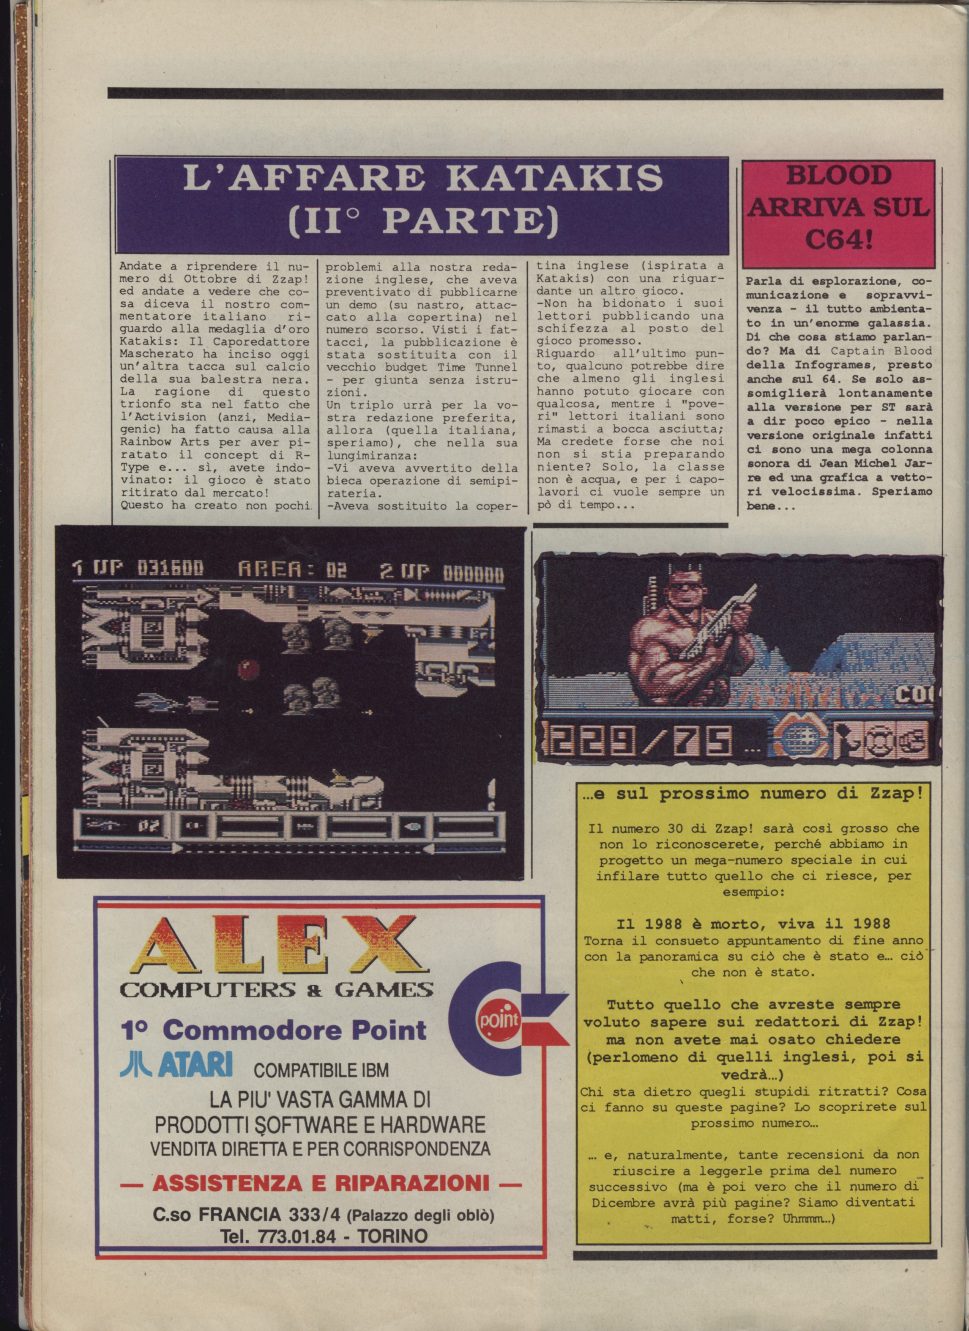 L'AFFARE KATAKIS
(II° PARTE)
Andate a riprendere il nu-
mero di Ottobre di Zzap!
ed andate a vedere che co-
sa diceva il nostro com-
mentatore italiano ri-
guardo alla medaglia d'oro
Katakis: Il Caporedattore
Mascherato ha inciso oggi
un'altra tacca sul calcio
della sua balestra nera.
La ragione di questo
trionfo sta nel fatto che
l'Activision (anzi, Media-
genic) ha fatto causa alla
Rainbow Arts per aver pi-
ratato il concept di R-
Type e... sì, avete indo-
vinato: il gioco è stato
ritirato dal mercato!
Questo ha creato non pochi
problemi alla nostra reda-
zione inglese, che aveva
preventivato di pubblicarne
un demo (su nastro, attac-
cato alla copertina) nel
numero scorso. Visti i fat-
tacci, la pubblicazione è
stata sostituita con il
vecchio budget Time Tunnel
- per giunta senza istru-
zioni.
Un triplo urrà per la vo-
stra redazione preferita,
allora (quella italiana,
speriamo), che nella sua
lungimiranza:
-Vi aveva avvertito della
bieca operazione di semipi-
rateria.
-Aveva sostituito la coper-
tina inglese (ispirata a
Katakis) con una riguar-
dante un altro gioco.
-Non ha bidonato i suoi
lettori pubblicando una
schifezza al posto del
gioco promesso.
Riguardo all'ultimo pun-
to, qualcuno potrebbe dire
che almeno gli inglesi
hanno potuto giocare con
qualcosa, mentre i "pove-
ri" lettori italiani sono
rimasti a bocca asciutta;
Ma credete forse che noi
non si stia preparando
niente? Solo, la classe
non è acqua, e per i capo-
lavori ci vuole sempre un
pò di tempo...
BLOOD
ARRIVA SUL
C64!
Parla di esplorazione, co-
municazione e sopravvi-
venza - il tutto ambienta-
to in un'enorme galassia.
Di che cosa stiamo parlan-
do? Ma di Captain Blood
della Infogrames, presto
anche sul 64. Se solo as-
somiglierà lontanamente
alla versione per ST sarà
a dir poco epico - nella
versione originale infatti
ci sono una mega colonna
sonora di Jean Michel Jar-
re ed una grafica a vetto-
ri velocissima. Speriamo
bene...
1 UP 031600 AREA: 02 2 UP 000000
02
CO
229/75 ...
…e sul prossimo numero di Zzap!
Il numero 30 di Zzap! sarà così grosso che
non lo riconoscerete, perché abbiamo in
progetto un mega-numero speciale in cui
infilare tutto quello che ci riesce, per
esempio:
Il 1988 è morto, viva il 1988
Torna il consueto appuntamento di fine anno
con la panoramica su ciò che è stato e… ciò
che non è stato.
Tutto quello che avreste sempre
voluto sapere sui redattori di Zzap!
ma non avete mai osato chiedere
(perlomeno di quelli inglesi, poi si
vedrà…)
Chi sta dietro quegli stupidi ritratti? Cosa
ci fanno su queste pagine? Lo scoprirete sul
prossimo numero…
… e, naturalmente, tante recensioni da non
riuscire a leggerle prima del numero
successivo (ma è poi vero che il numero di
Dicembre avrà più pagine? Siamo diventati
matti, forse? Uhmmm…)
ALEX
COMPUTERS & GAMES
1° Commodore Point
point
ATARI COMPATIBILE IBM
LA PIU' VASTA GAMMA DI
PRODOTTI SOFTWARE E HARDWARE
VENDITA DIRETTA E PER CORRISPONDENZA
— ASSISTENZA E RIPARAZIONI —
C.so FRANCIA 333/4 (Palazzo degli oblò)
Tel. 773.01.84 - TORINO